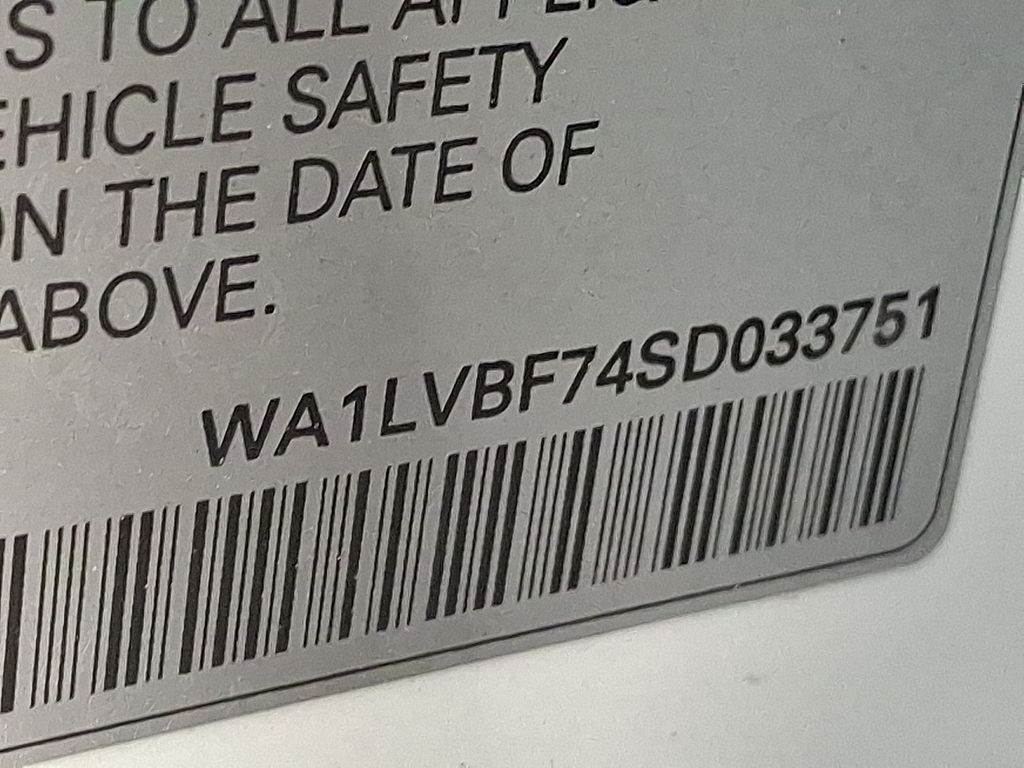 S TO ALL
EHICLE SAFETY
ON THE DATE OF
ABOVE.
WA1LVBF74SD033751